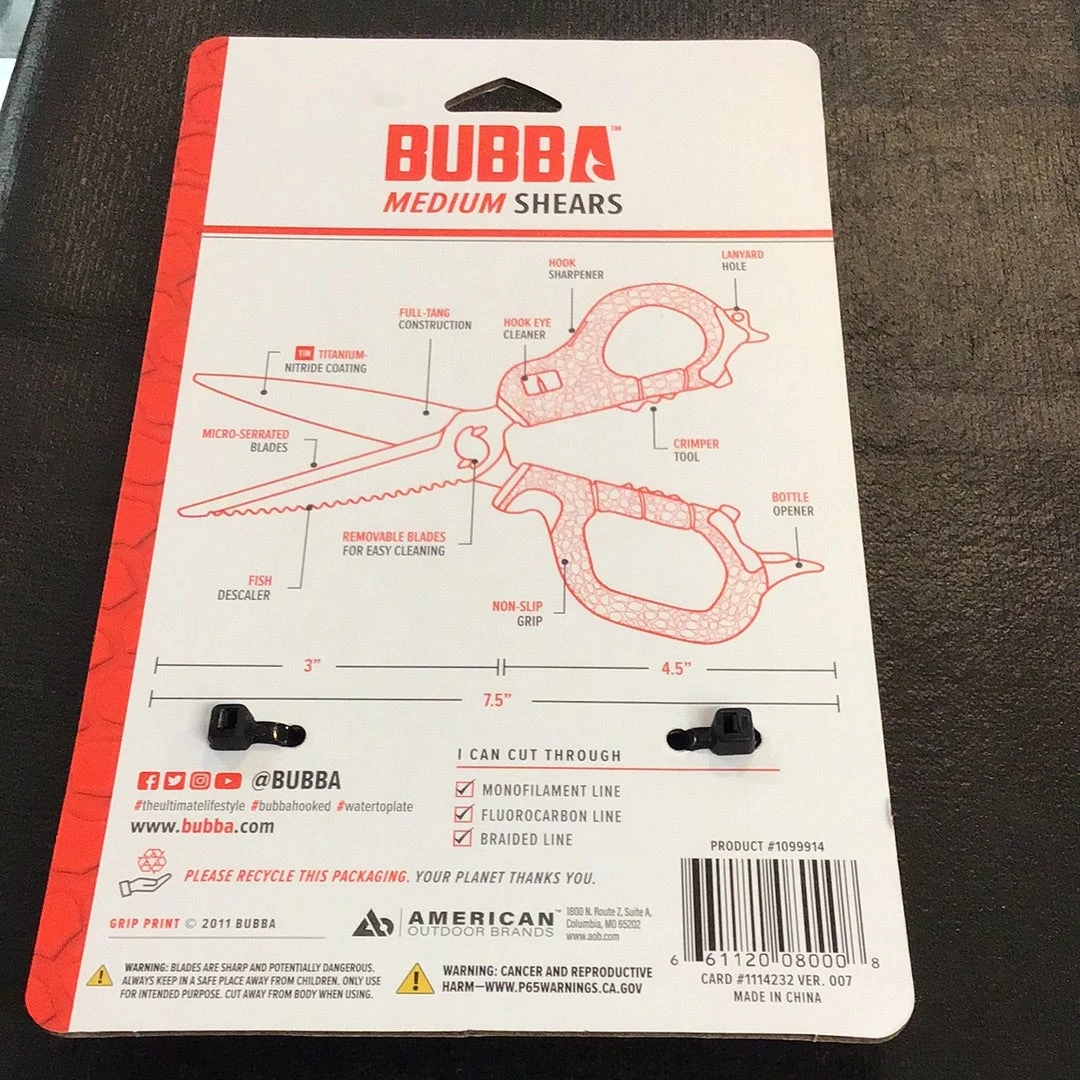 BUBBA™
MEDIUM SHEARS
HOOK
SHARPENER
LANYARD
HOLE
FULL-TANG
CONSTRUCTION
HOOK EYE
CLEANER
TiN TITANIUM-
NITRIDE COATING
MICRO-SERRATED
BLADES
CRIMPER
TOOL
BOTTLE
OPENER
REMOVABLE BLADES
FOR EASY CLEANING
FISH
DESCALER
NON-SLIP
GRIP
3"
4.5"
7.5"
I CAN CUT THROUGH
MONOFILAMENT LINE
FLUOROCARBON LINE
BRAIDED LINE
@BUBBA
#theultimatelifestyle #bubbahooked #watertoplate
www.bubba.com
PLEASE RECYCLE THIS PACKAGING. YOUR PLANET THANKS YOU.
GRIP PRINT © 2011 BUBBA
AMERICAN™
OUTDOOR BRANDS
1800 N. Route Z, Suite A,
Columbia, MO 65202
www.aob.com
PRODUCT #1099914
6 61120 08000 8
CARD #1114232 VER. 007
MADE IN CHINA
WARNING: BLADES ARE SHARP AND POTENTIALLY DANGEROUS.
ALWAYS KEEP IN A SAFE PLACE AWAY FROM CHILDREN. ONLY USE
FOR INTENDED PURPOSE. CUT AWAY FROM BODY WHEN USING.
WARNING: CANCER AND REPRODUCTIVE
HARM—WWW.P65WARNINGS.CA.GOV